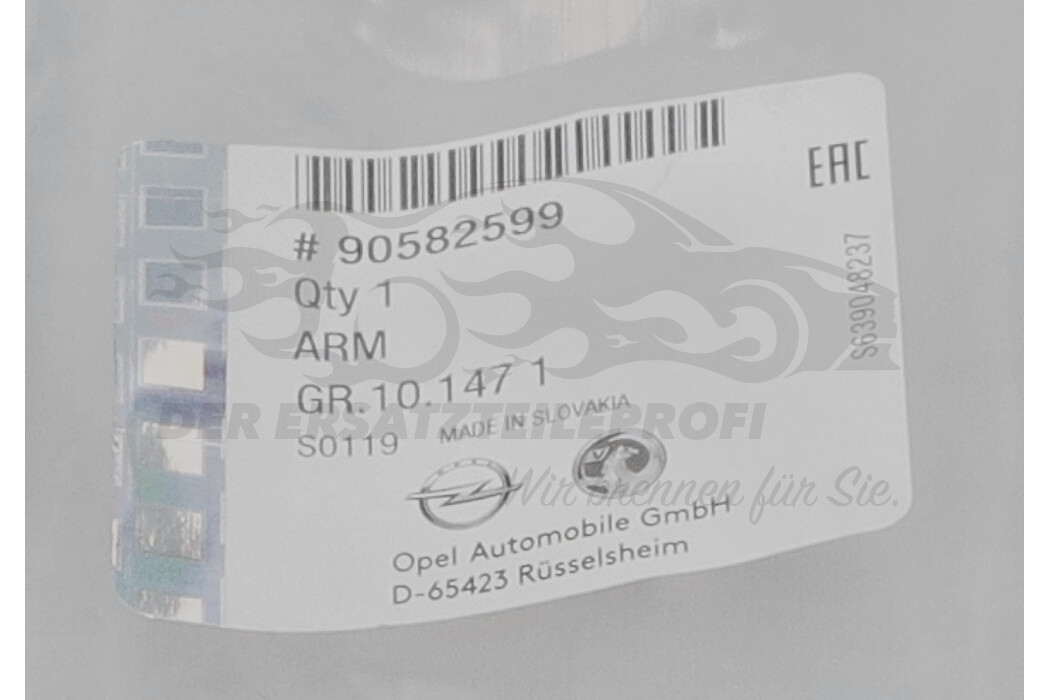 EAC
# 90582599
Qty 1
ARM
GR.10.147 1
S0119
MADE IN SLOVAKIA
S639048237
DER ERSATZTEILEPROFI
Wir brennen für Sie.
Opel Automobile GmbH
D-65423 Rüsselsheim